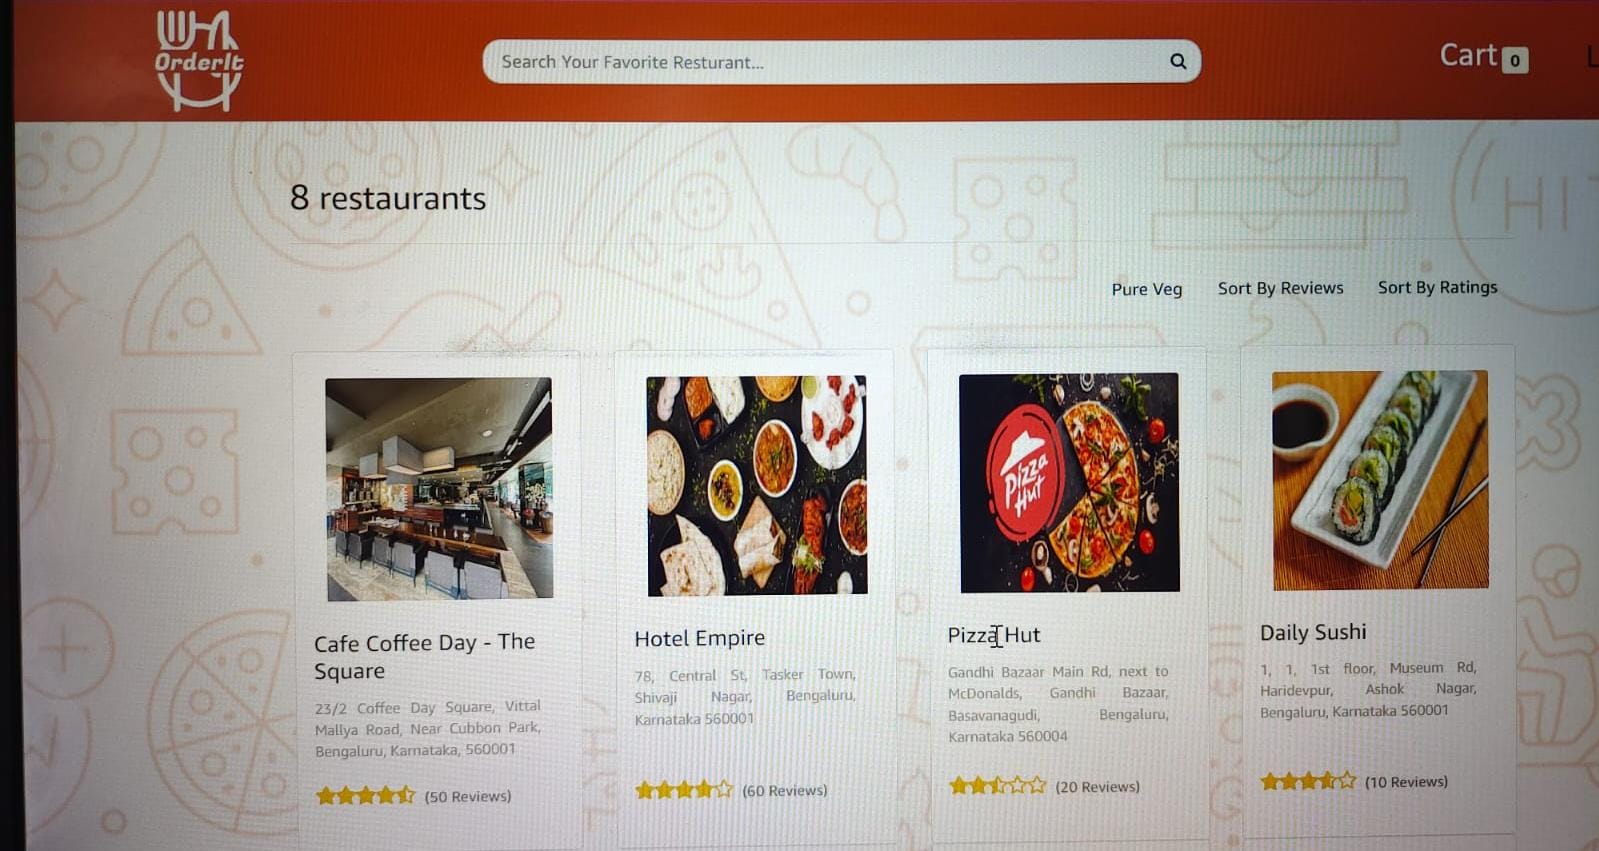 OrderIt
Search Your Favorite Resturant...
Cart 0
8 restaurants
Pure Veg
Sort By Reviews
Sort By Ratings
Pizza Hut
Cafe Coffee Day - The
Square
23/2 Coffee Day Square, Vittal
Mallya Road, Near Cubbon Park,
Bengaluru, Karnataka, 560001
(50 Reviews)
Hotel Empire
78, Central St, Tasker Town,
Shivaji Nagar, Bengaluru,
Karnataka 560001
(60 Reviews)
Pizza Hut
Gandhi Bazaar Main Rd, next to
McDonalds, Gandhi Bazaar,
Basavanagudi, Bengaluru,
Karnataka 560004
(20 Reviews)
Daily Sushi
1, 1, 1st floor, Museum Rd,
Haridevpur, Ashok Nagar,
Bengaluru, Karnataka 560001
(10 Reviews)